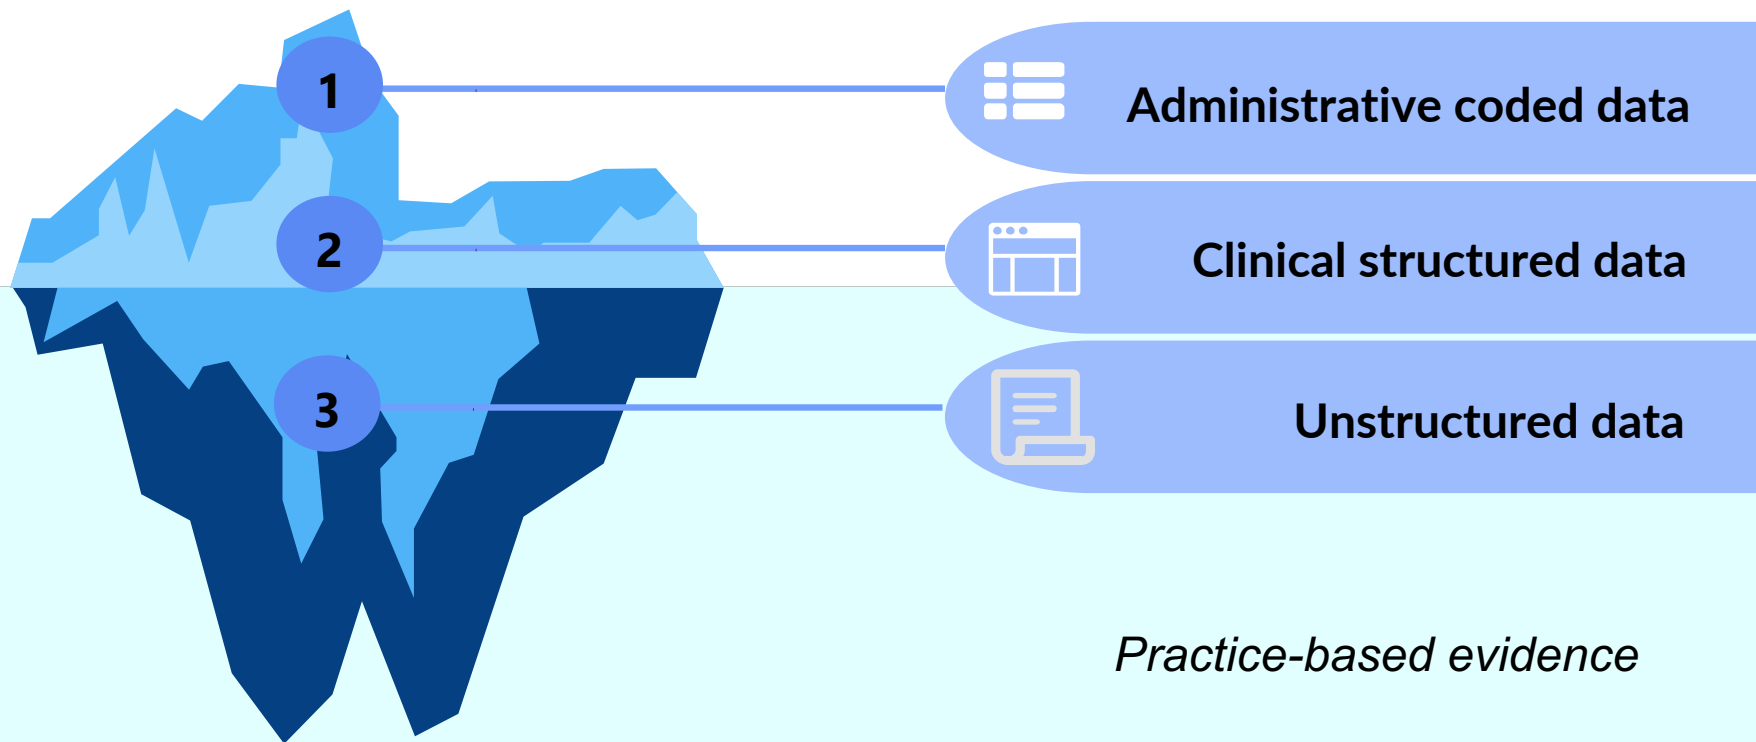 1
Administrative coded data
2
Clinical structured data
3
Unstructured data
Practice-based evidence